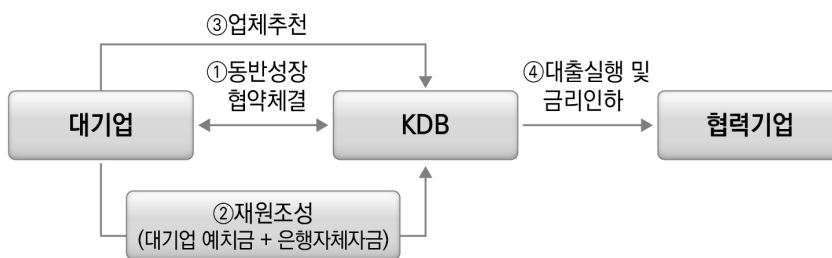 ③업체추천
①동반성장
협약체결
④대출실행 및
금리인하
대기업
KDB
협력기업
②재원조성
(대기업 예치금 + 은행자체자금)